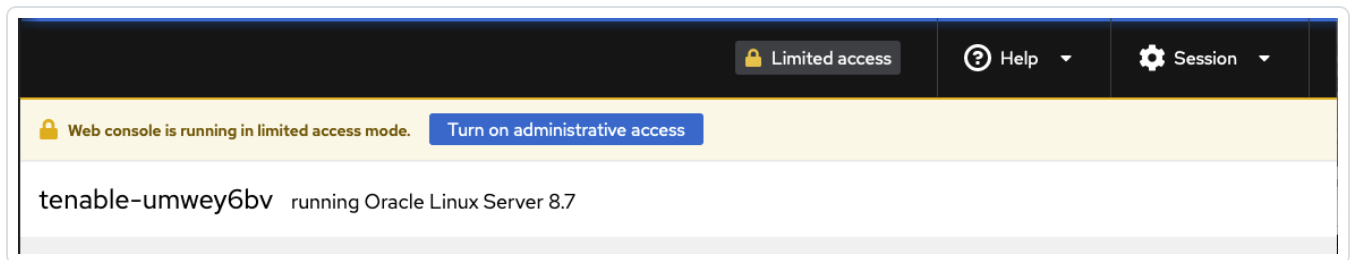 Limited access Help Session
Web console is running in limited access mode. Turn on administrative access
tenable-umwey6bv running Oracle Linux Server 8.7